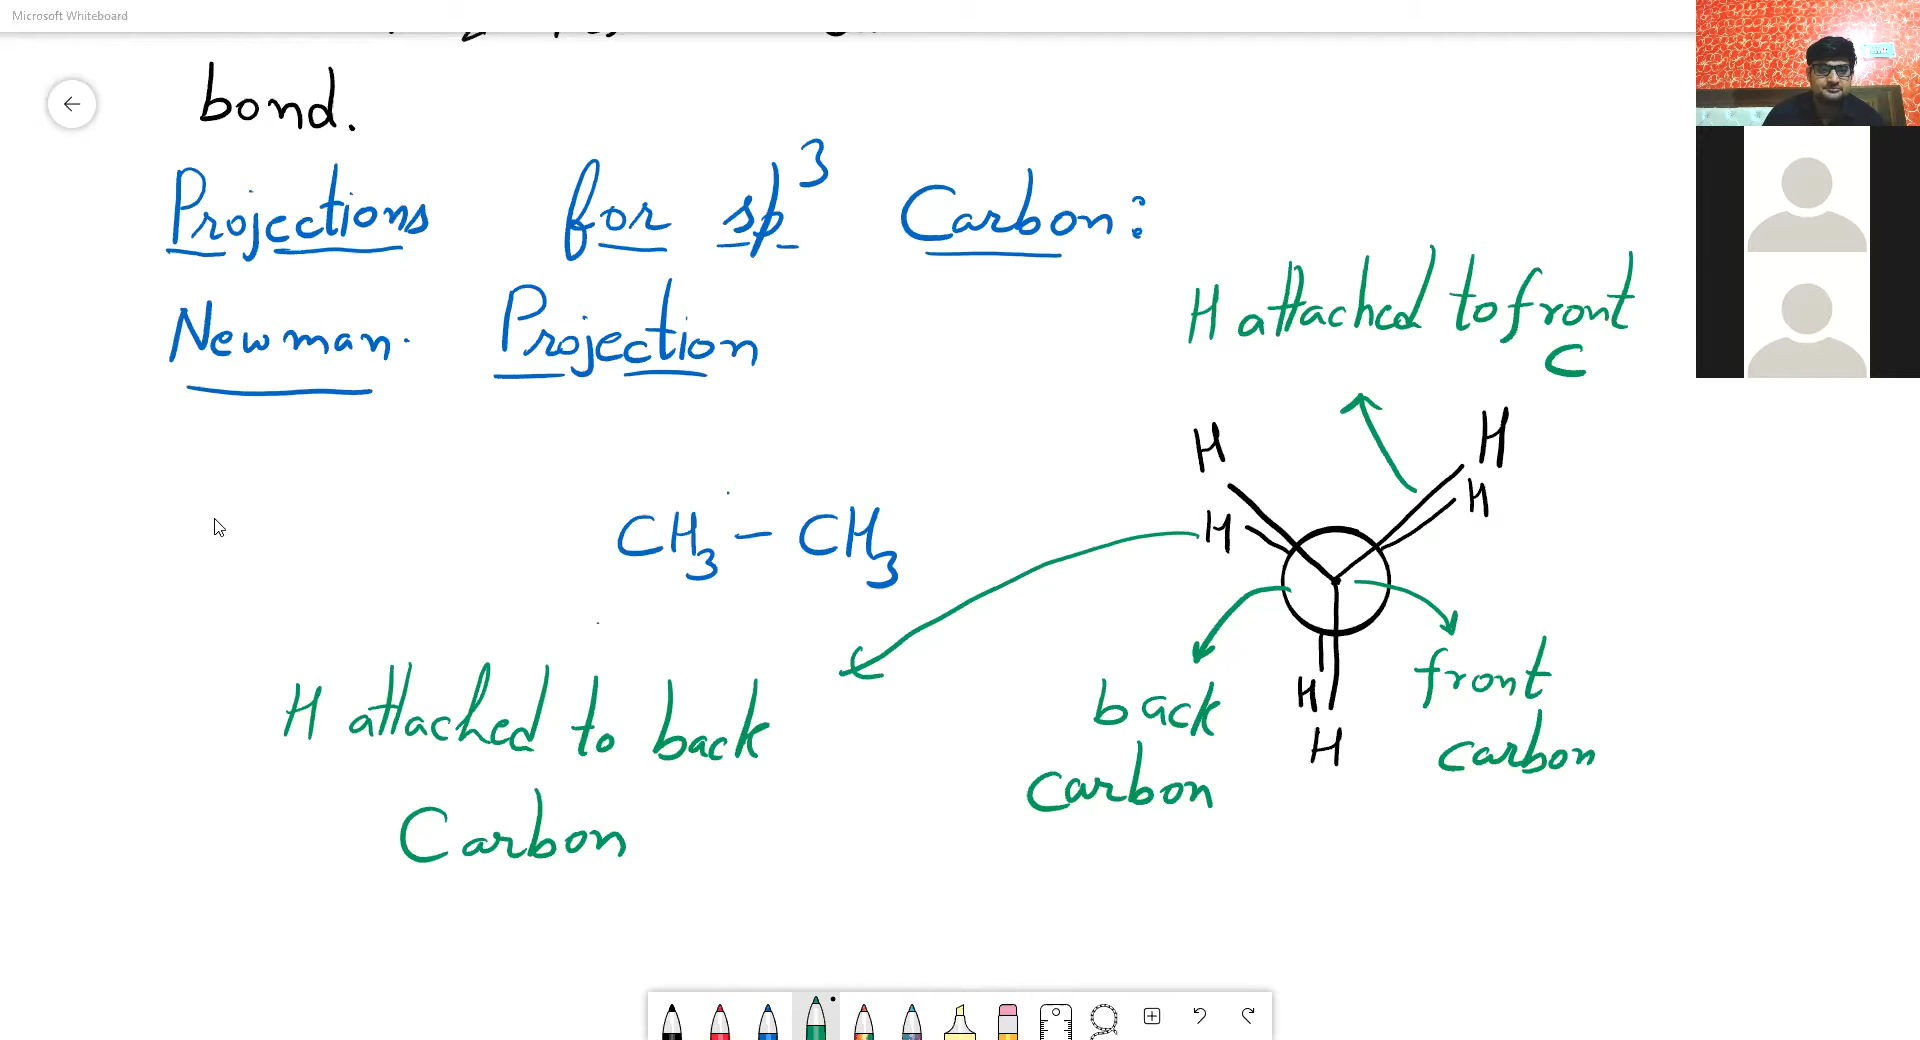 Microsoft Whiteboard
bond.
Projections for sp³ Carbon:
Newman. Projection
H attached to front
C
H
H
H
H
CH₃ – CH₃
H attached to back
Carbon
back
carbon
H
H
front
carbon